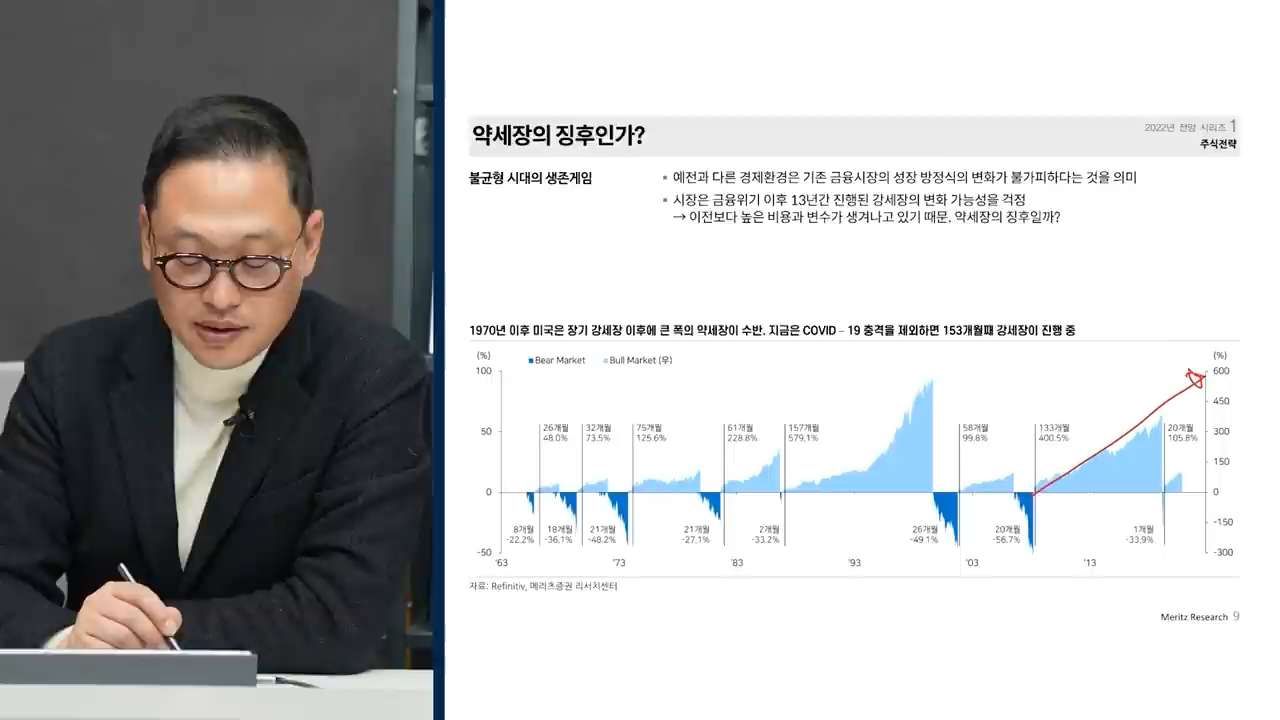 약세장의 징후인가?
2022년 전망 시리즈 1
주식전략
불균형 시대의 생존게임
▪ 예전과 다른 경제환경은 기존 금융시장의 성장 방정식의 변화가 불가피하다는 것을 의미
▪ 시장은 금융위기 이후 13년간 진행된 강세장의 변화 가능성을 걱정
→ 이전보다 높은 비용과 변수가 생겨나고 있기 때문. 약세장의 징후일까?
1970년 이후 미국은 장기 강세장 이후에 큰 폭의 약세장이 수반. 지금은 COVID – 19 충격을 제외하면 153개월째 강세장이 진행 중
(%) (%)
Bear Market Bull Market (우)
100 600
450
50 300
150
0 0
-150
-50 -300
26개월 32개월 75개월 61개월 157개월 58개월 133개월 20개월
48.0% 73.5% 125.6% 228.8% 579.1% 99.8% 400.5% 105.8%
8개월 18개월 21개월 21개월 2개월 26개월 20개월 1개월
-22.2% -36.1% -48.2% -27.1% -33.2% -49.1% -56.7% -33.9%
'63 '73 '83 '93 '03 '13
자료: Refinitiv, 메리츠증권 리서치센터
Meritz Research 9